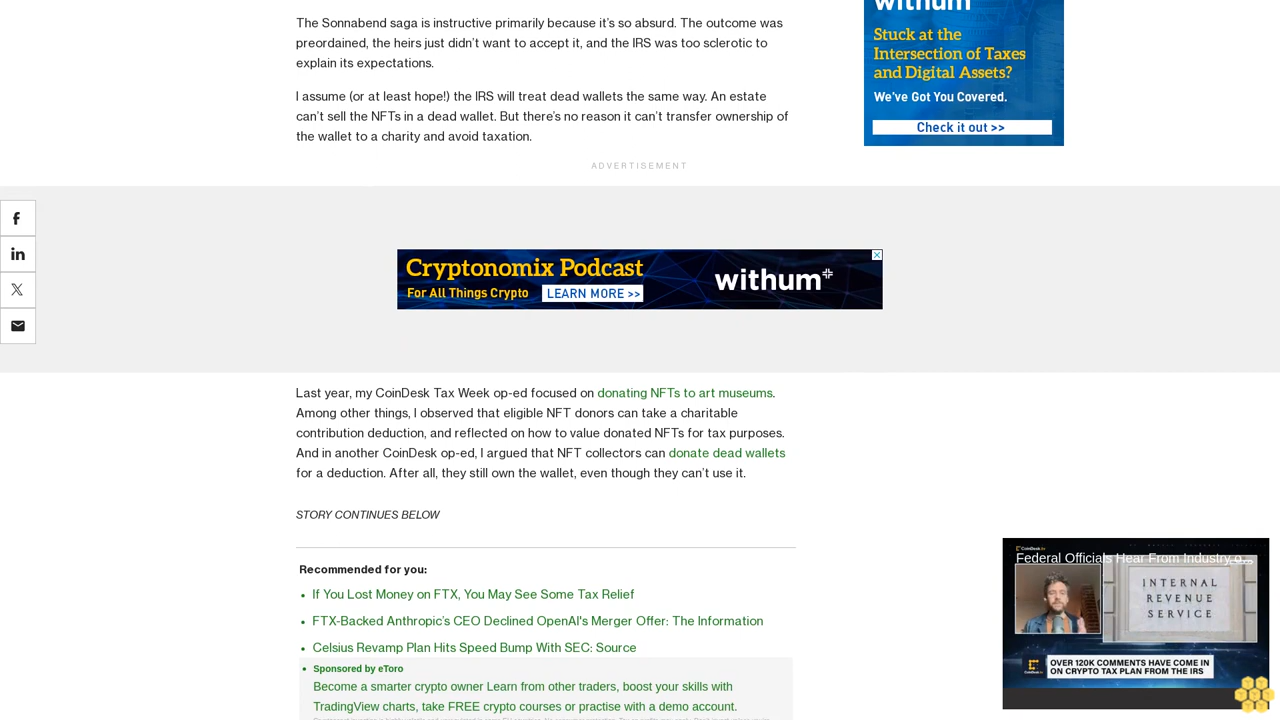 The Sonnabend saga is instructive primarily because it's so absurd. The outcome was
preordained, the heirs just didn't want to accept it, and the IRS was too sclerotic to
explain its expectations.
I assume (or at least hope!) the IRS will treat dead wallets the same way. An estate
can't sell the NFTs in a dead wallet. But there's no reason it can't transfer ownership of
the wallet to a charity and avoid taxation.
withum
Stuck at the
Intersection of Taxes
and Digital Assets?
We've Got You Covered.
Check it out >>
ADVERTISEMENT
Cryptonomix Podcast
For All Things Crypto
LEARN MORE >>
withum
Last year, my CoinDesk Tax Week op-ed focused on donating NFTs to art museums.
Among other things, I observed that eligible NFT donors can take a charitable
contribution deduction, and reflected on how to value donated NFTs for tax purposes.
And in another CoinDesk op-ed, I argued that NFT collectors can donate dead wallets
for a deduction. After all, they still own the wallet, even though they can't use it.
STORY CONTINUES BELOW
Recommended for you:
• If You Lost Money on FTX, You May See Some Tax Relief
• FTX-Backed Anthropic's CEO Declined OpenAI's Merger Offer: The Information
• Celsius Revamp Plan Hits Speed Bump With SEC: Source
• Sponsored by eToro
Become a smarter crypto owner Learn from other traders, boost your skills with
TradingView charts, take FREE crypto courses or practise with a demo account.
Federal Officials Hear From Industry o...
INTERNAL
REVENUE
SERVICE
OVER 120K COMMENTS HAVE COME IN
ON CRYPTO TAX PLAN FROM THE IRS